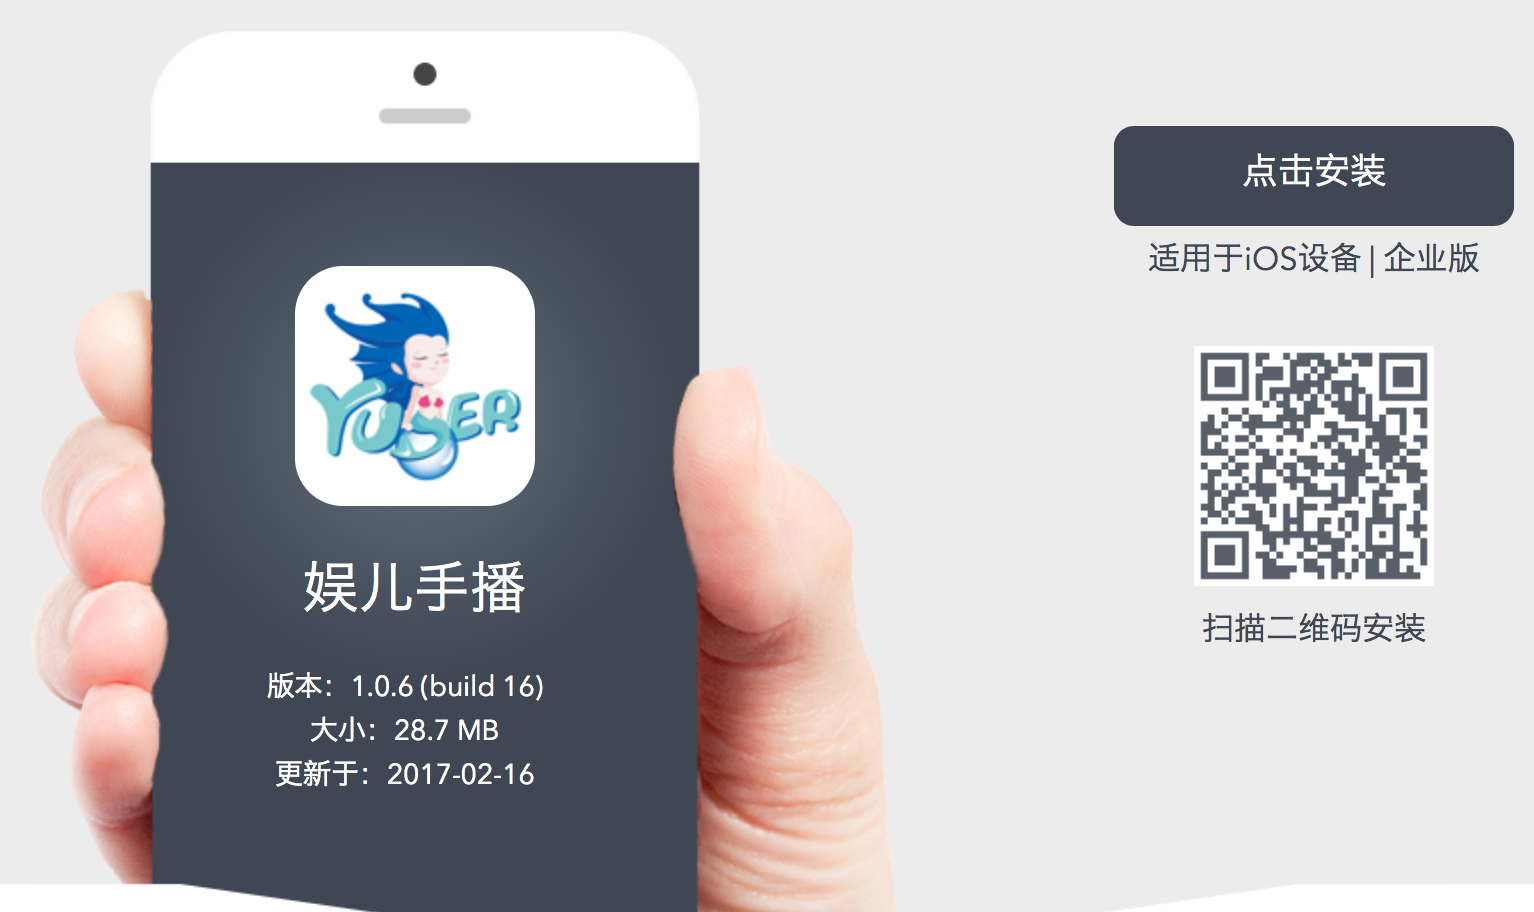 YUSER
娱儿手播
版本：1.0.6 (build 16)
大小：28.7 MB
更新于：2017-02-16
点击安装
适用于iOS设备 | 企业版
扫描二维码安装